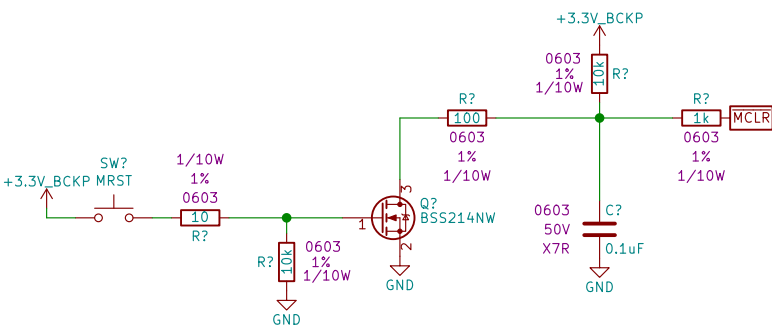 +3.3V_BCKP
0603
1%
1/10W
10k
R?
R?
100
0603
1%
1/10W
R?
1k
0603
1%
1/10W
MCLR
1/10W
1%
0603
10
R?
SW?
MRST
+3.3V_BCKP
3
Q?
BSS214NW
1
2
GND
R?
10k
0603
1%
1/10W
GND
0603
50V
X7R
C?
0.1uF
GND